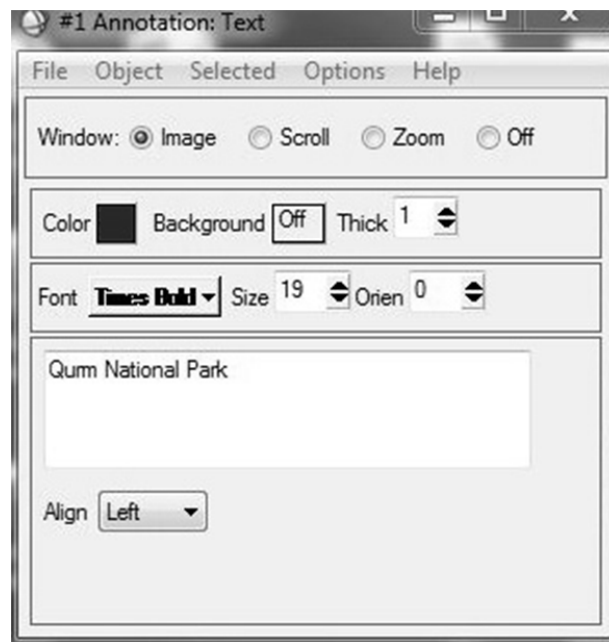 #1 Annotation: Text
File Object Selected Options Help
Window: Image Scroll Zoom Off
Color Background Off Thick 1
Font Times Bold Size 19 Orien 0
Qurm National Park
Align Left